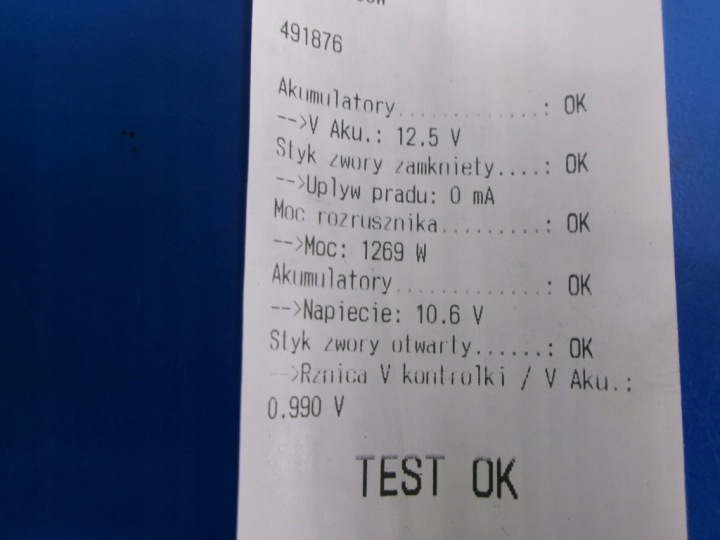 491876
Akumulatory.............: OK
-->V Aku.: 12.5 V
Styk zwory zamkniety....: OK
-->Uplyw pradu: 0 mA
Moc rozrusznika.........: OK
-->Moc: 1269 W
Akumulatory.............: OK
-->Napiecie: 10.6 V
Styk zwory otwarty......: OK
-->Rznica V kontrolki / V Aku.:
0.990 V
TEST OK